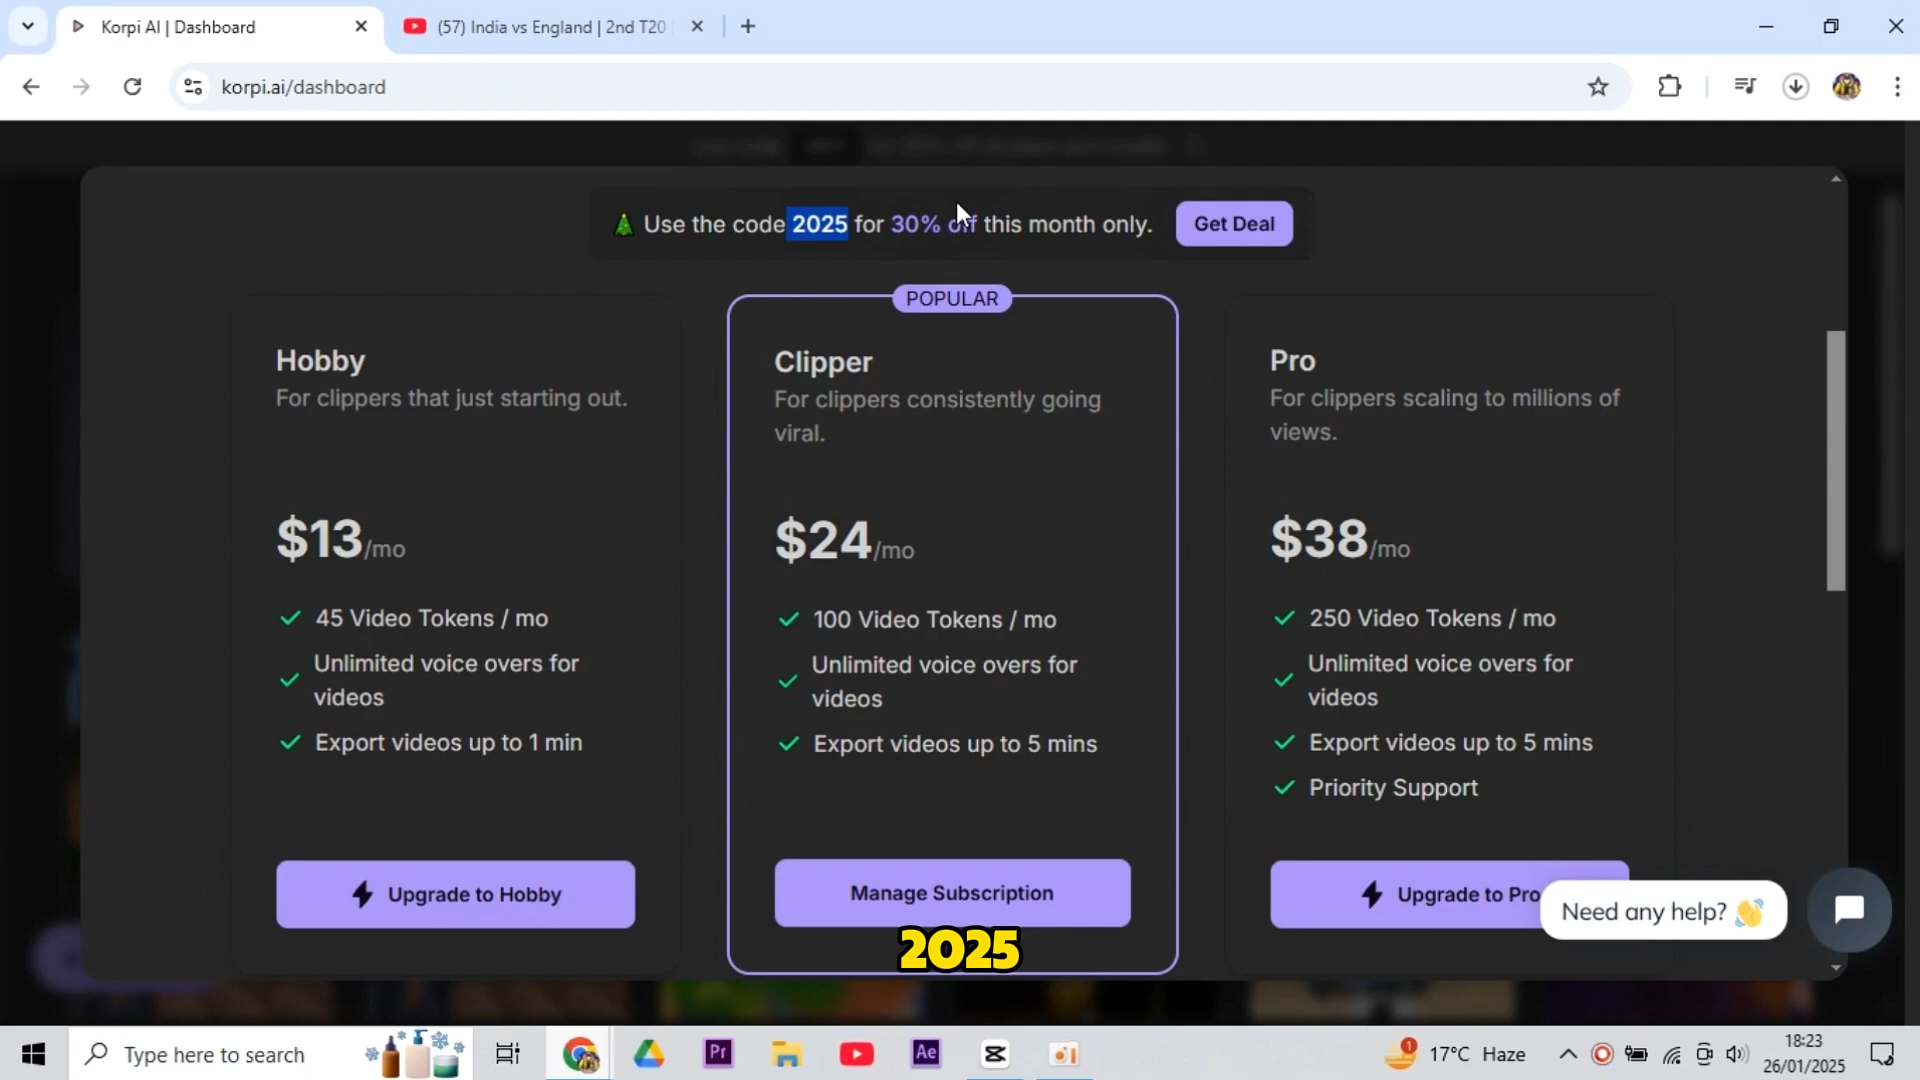 Korpi AI | Dashboard
(57) India vs England | 2nd T20
korpi.ai/dashboard
Use the code 2025 for 30% off this month only.
Get Deal
POPULAR
Hobby
For clippers that just starting out.
$13/mo
45 Video Tokens / mo
Unlimited voice overs for
videos
Export videos up to 1 min
Upgrade to Hobby
Clipper
For clippers consistently going
viral.
$24/mo
100 Video Tokens / mo
Unlimited voice overs for
videos
Export videos up to 5 mins
Manage Subscription
Pro
For clippers scaling to millions of
views.
$38/mo
250 Video Tokens / mo
Unlimited voice overs for
videos
Export videos up to 5 mins
Priority Support
Upgrade to Pro
Need any help? 👋
2025
Type here to search
Pr
Ae
1
17°C Haze
18:23
26/01/2025